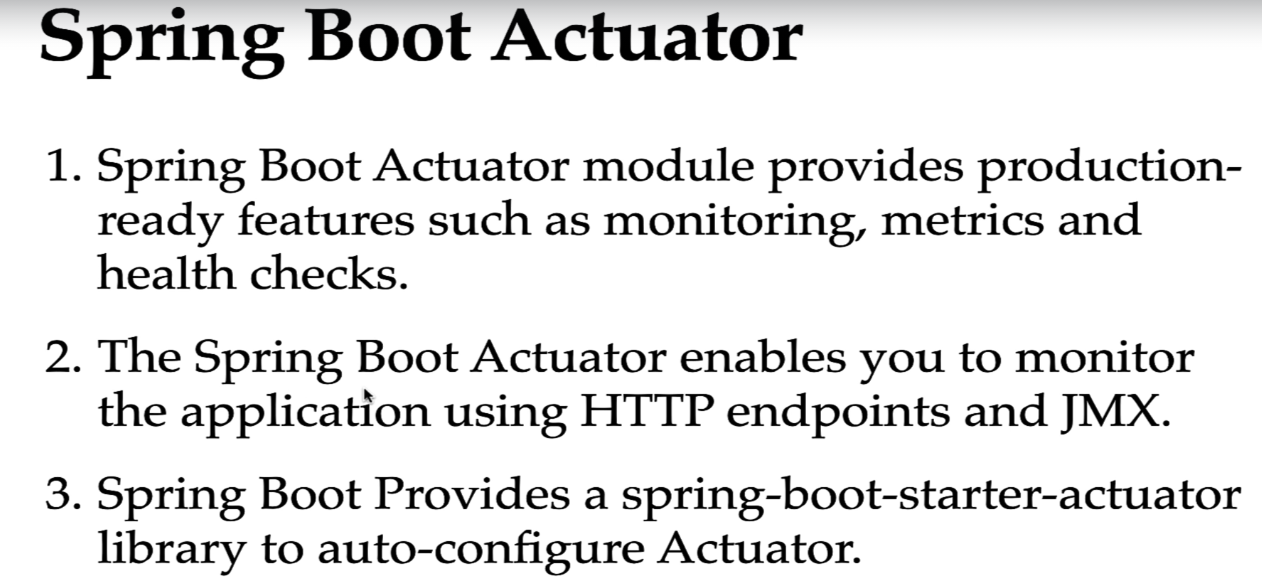 Spring Boot Actuator
1. Spring Boot Actuator module provides production-
ready features such as monitoring, metrics and
health checks.
2. The Spring Boot Actuator enables you to monitor
the application using HTTP endpoints and JMX.
3. Spring Boot Provides a spring-boot-starter-actuator
library to auto-configure Actuator.